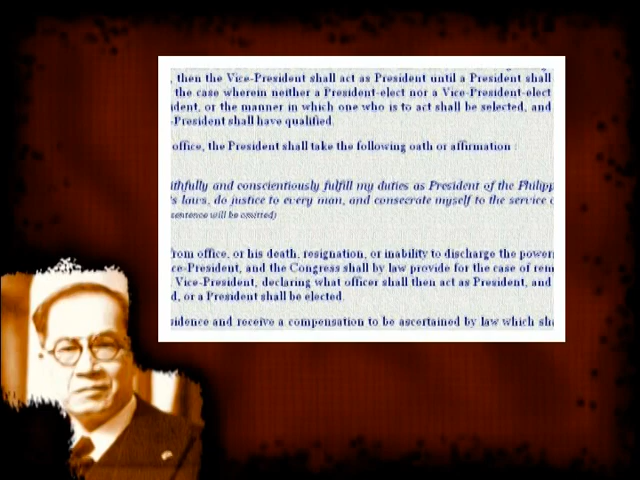 , then the Vice-President shall act as President until a President shall
the case wherein neither a President-elect nor a Vice-President-elect
ident, or the manner in which one who is to act shall be selected, and
-President shall have qualified.
office, the President shall take the following oath or affirmation :
ithfully and conscientiously fulfill my duties as President of the Philipp
's laws, do justice to every man, and consecrate myself to the service o
sentence will be omitted)
from office, or his death, resignation, or inability to discharge the power
ce-President, and the Congress shall by law provide for the case of rem
Vice-President, declaring what officer shall then act as President, and
d, or a President shall be elected.
sidence and receive a compensation to be ascertained by law which sh